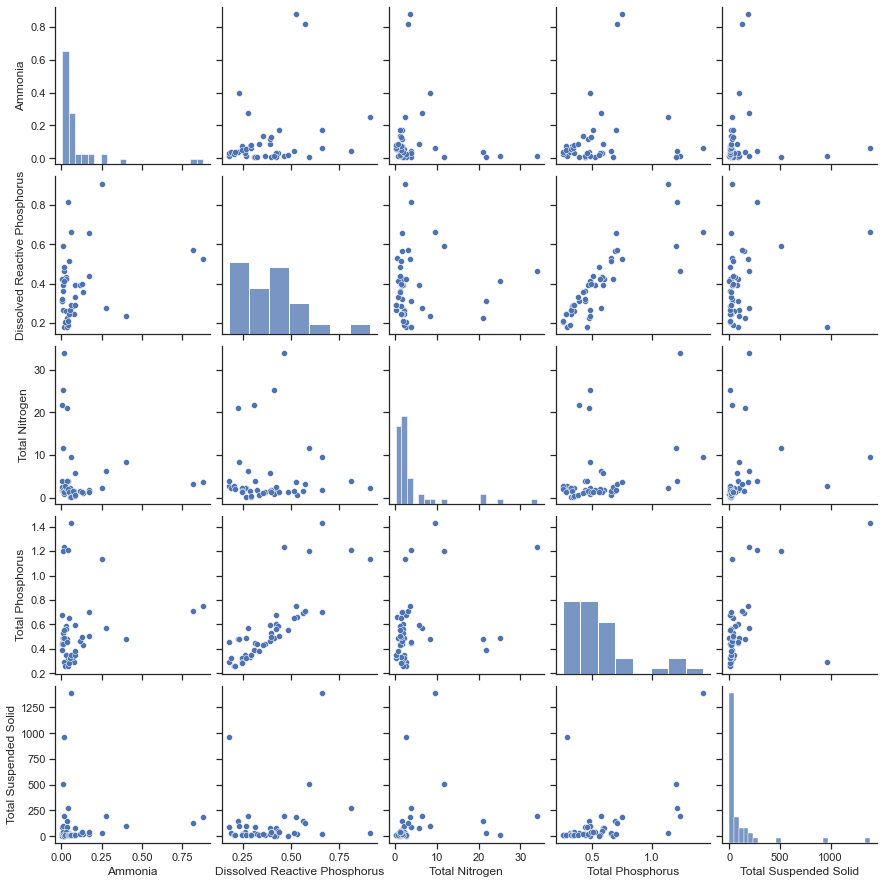 Ammonia
0.8
0.6
0.4
0.2
0.0
Dissolved Reactive Phosphorus
0.8
0.6
0.4
0.2
Total Nitrogen
30
20
10
0
Total Phosphorus
1.4
1.2
1.0
0.8
0.6
0.4
0.2
Total Suspended Solid
1250
1000
750
500
250
0
0.00 0.25 0.50 0.75
Ammonia
0.25 0.50 0.75
Dissolved Reactive Phosphorus
0 10 20 30
Total Nitrogen
0.5 1.0
Total Phosphorus
0 500 1000
Total Suspended Solid